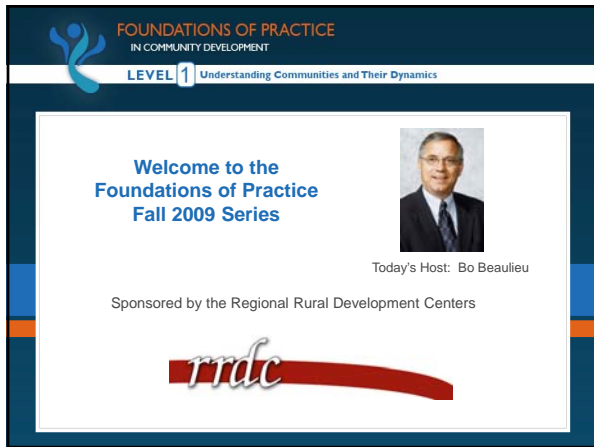 FOUNDATIONS OF PRACTICE
IN COMMUNITY DEVELOPMENT
LEVEL 1 Understanding Communities and Their Dynamics
Welcome to the
Foundations of Practice
Fall 2009 Series
Today's Host: Bo Beaulieu
Sponsored by the Regional Rural Development Centers
rrdc